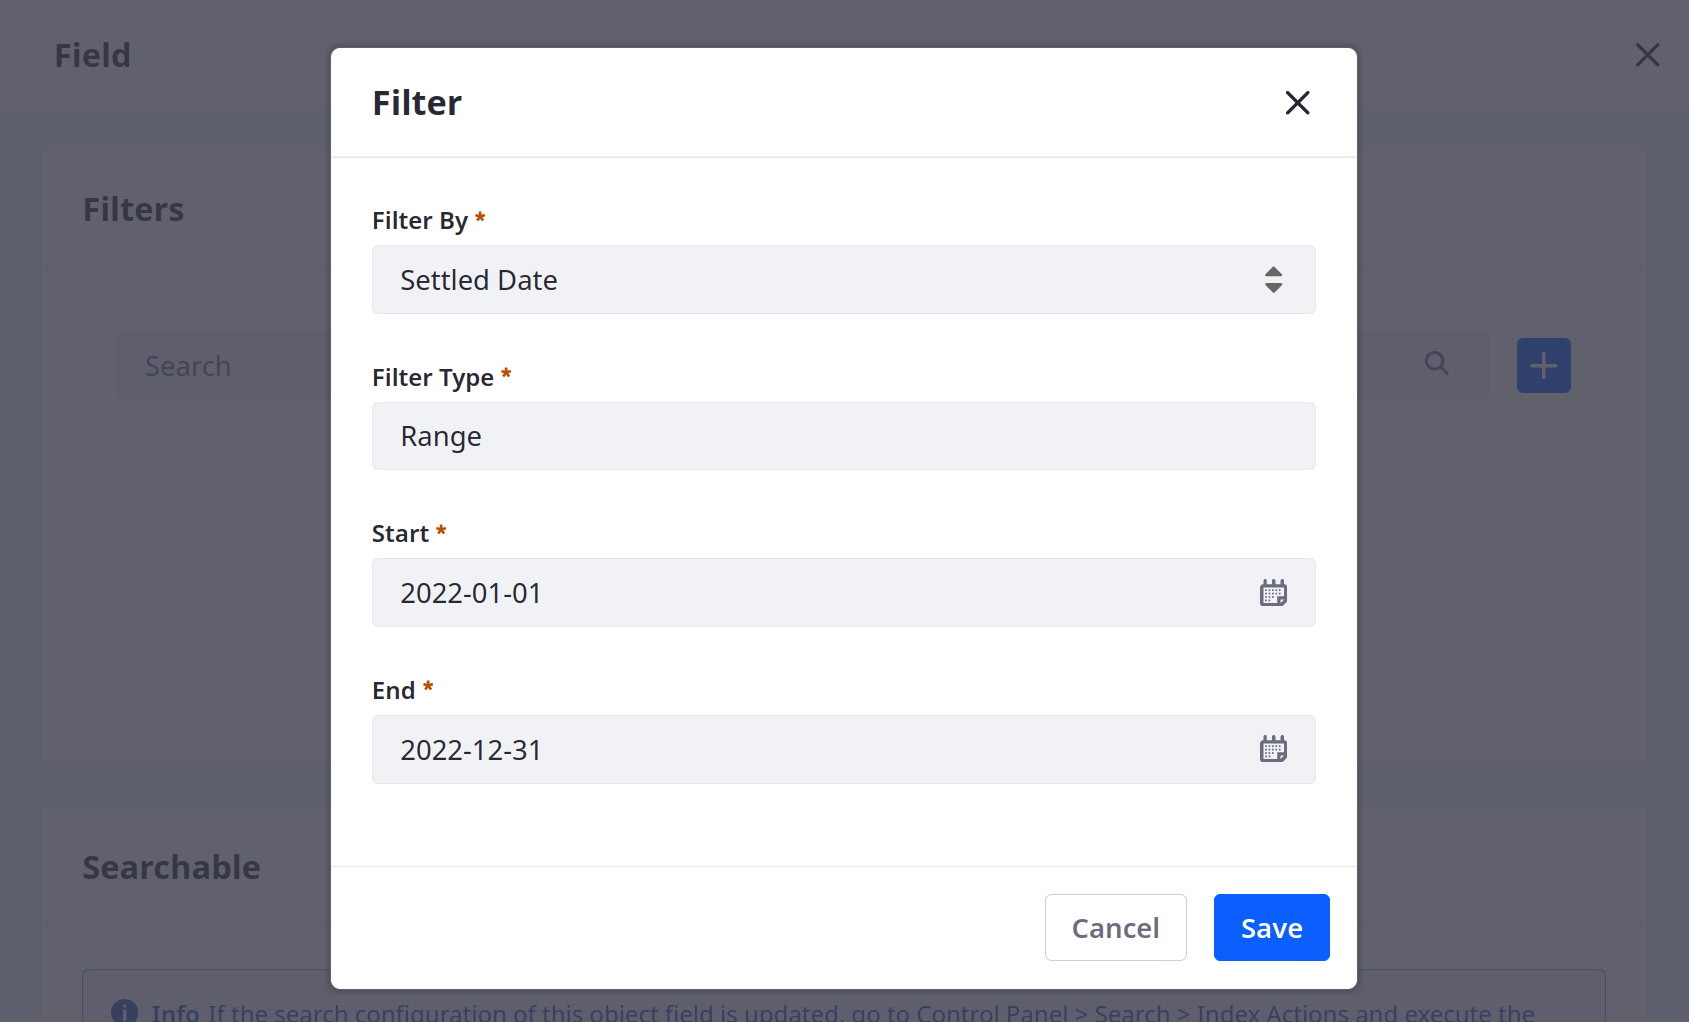 Field
Filter
Filters
Filter By *
Settled Date
Search
Filter Type *
Range
Start *
2022-01-01
End *
2022-12-31
Searchable
Cancel
Save
Info If the search configuration of this object field is updated, go to Control Panel > Search > Index Actions and execute the